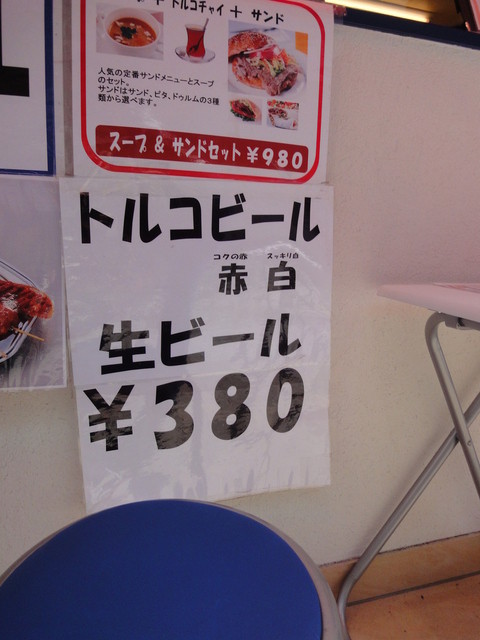 トルコチャイ + サンド
人気の定番サンドメニューとスープ
のセット。
サンドはサンド、ピタ、ドゥルムの3種
類から選べます。
スープ & サンドセット ¥980
トルコビール
コクの赤 スッキリ白
赤 白
生ビール
¥380